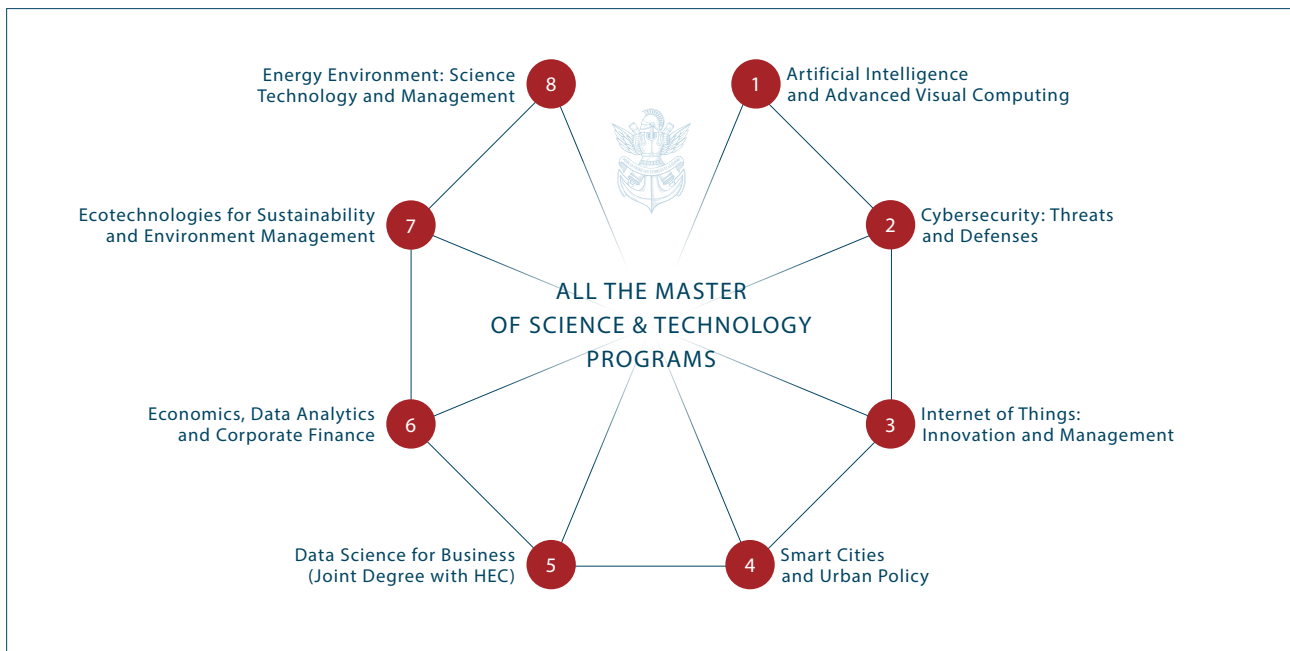 1
Artificial Intelligence
and Advanced Visual Computing
2
Cybersecurity: Threats
and Defenses
3
Internet of Things:
Innovation and Management
4
Smart Cities
and Urban Policy
5
Data Science for Business
(Joint Degree with HEC)
6
Economics, Data Analytics
and Corporate Finance
7
Ecotechnologies for Sustainability
and Environment Management
8
Energy Environment: Science
Technology and Management
ALL THE MASTER
OF SCIENCE & TECHNOLOGY
PROGRAMS